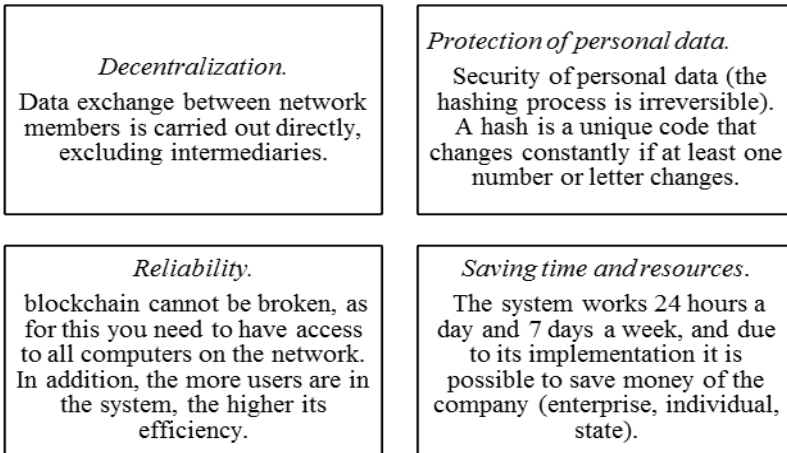 Decentralization.
Data exchange between network
members is carried out directly,
excluding intermediaries.
Protection of personal data.
Security of personal data (the
hashing process is irreversible).
A hash is a unique code that
changes constantly if at least one
number or letter changes.
Reliability.
blockchain cannot be broken, as
for this you need to have access
to all computers on the network.
In addition, the more users are in
the system, the higher its
efficiency.
Saving time and resources.
The system works 24 hours a
day and 7 days a week, and due
to its implementation it is
possible to save money of the
company (enterprise, individual,
state).